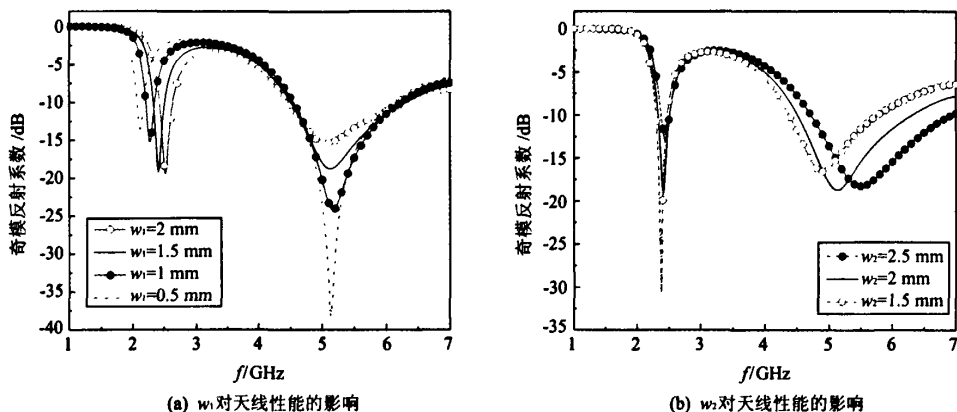 0
-5
-10
-15
-20
-25
-30
-35
-40
奇模反射系数 /dB
w₁=2 mm
w₁=1.5 mm
w₁=1 mm
w₁=0.5 mm
1 2 3 4 5 6 7
f/GHz
(a) w₁对天线性能的影响
0
-5
-10
-15
-20
-25
-30
-35
奇模反射系数 /dB
w₂=2.5 mm
w₂=2 mm
w₂=1.5 mm
1 2 3 4 5 6 7
f/GHz
(b) w₂对天线性能的影响